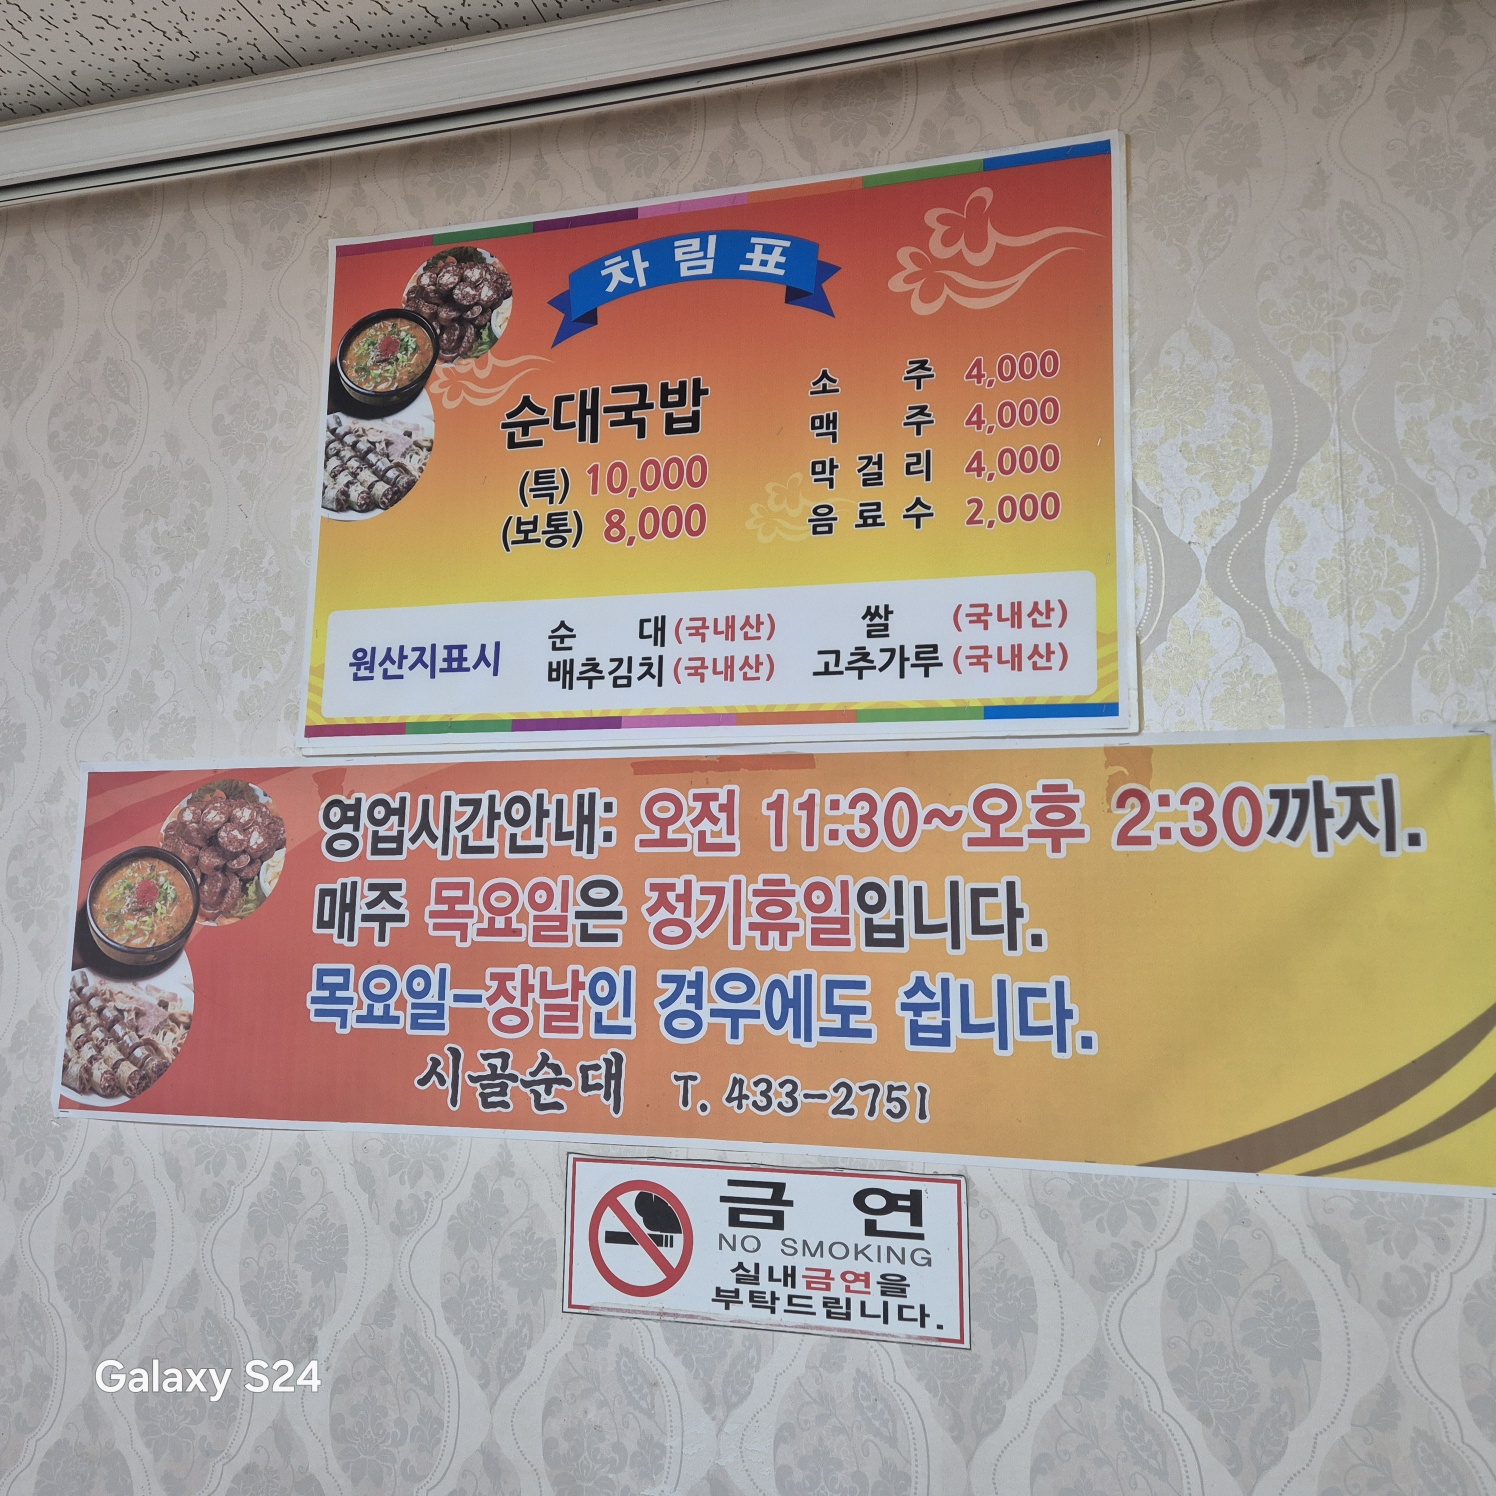 차림표
순대국밥
(특) 10,000
(보통) 8,000
소 주 4,000
맥 주 4,000
막걸리 4,000
음료수 2,000
원산지표시
순 대 (국내산) 쌀 (국내산)
배추김치 (국내산) 고추가루 (국내산)
영업시간안내: 오전 11:30~오후 2:30까지.
매주 목요일은 정기휴일입니다.
목요일-장날인 경우에도 쉽니다.
시골순대 T. 433-2751
금 연
NO SMOKING
실내금연을
부탁드립니다.
Galaxy S24